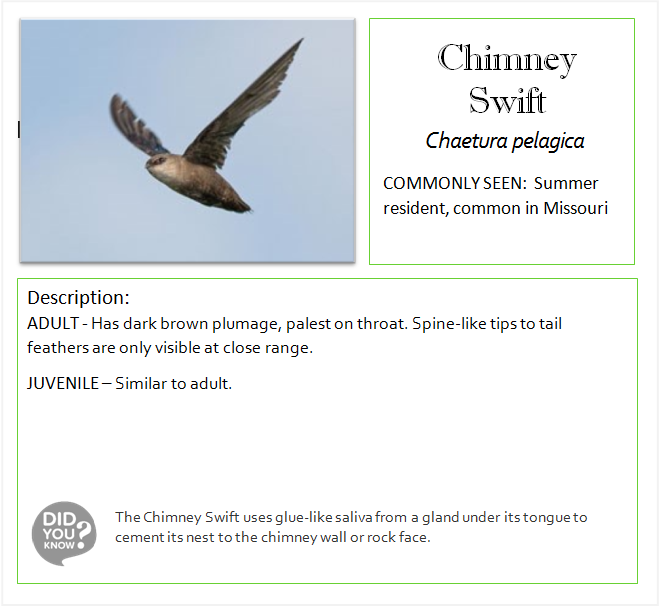 Chimney
Swift
Chaetura pelagica
COMMONLY SEEN: Summer
resident, common in Missouri
Description:
ADULT - Has dark brown plumage, palest on throat. Spine-like tips to tail
feathers are only visible at close range.
JUVENILE – Similar to adult.
DID
YOU
KNOW?
The Chimney Swift uses glue-like saliva from a gland under its tongue to
cement its nest to the chimney wall or rock face.